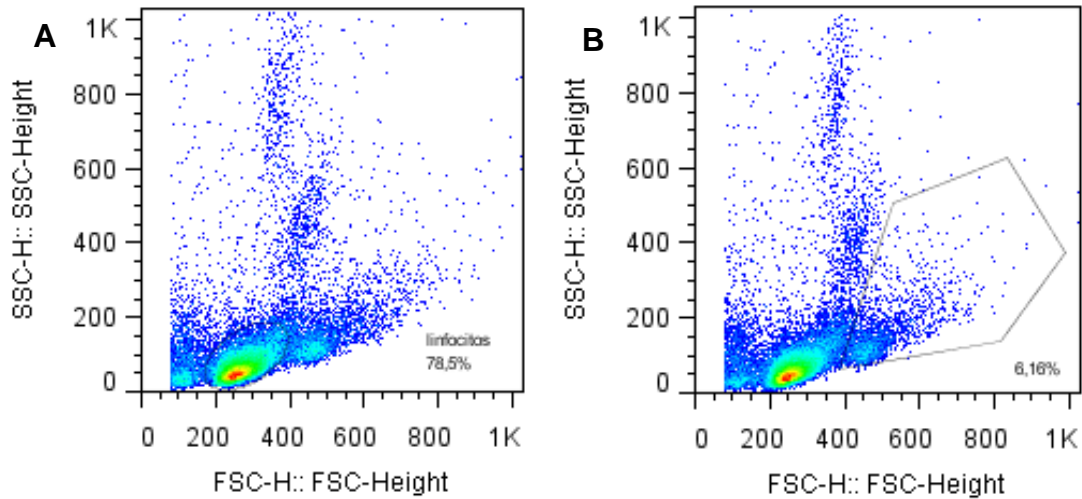 A
1K
800
600
400
200
0
SSC-H:: SSC-Height
linfocitos
78,5%
0 200 400 600 800 1K
FSC-H:: FSC-Height
B
1K
800
600
400
200
0
SSC-H:: SSC-Height
6,16%
0 200 400 600 800 1K
FSC-H:: FSC-Height